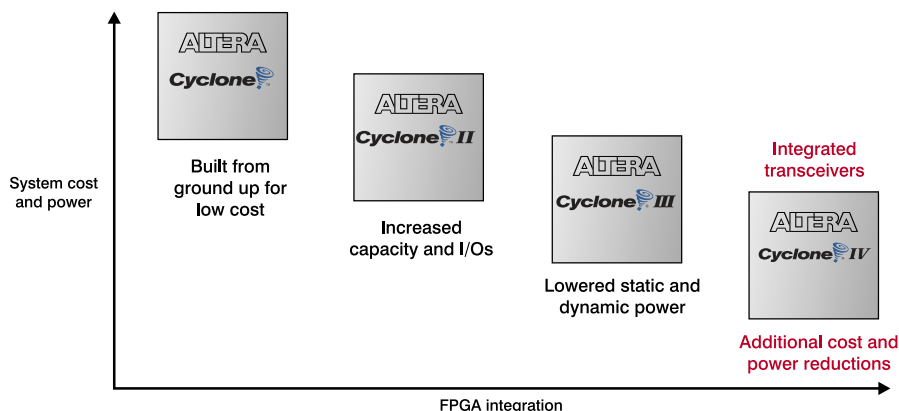 ALTERA
Cyclone™
Built from
ground up for
low cost
ALTERA
Cyclone™ II
Increased
capacity and I/Os
ALTERA
Cyclone® III
Lowered static and
dynamic power
Integrated
transceivers
ALTERA
Cyclone® IV
Additional cost and
power reductions
System cost
and power
FPGA integration